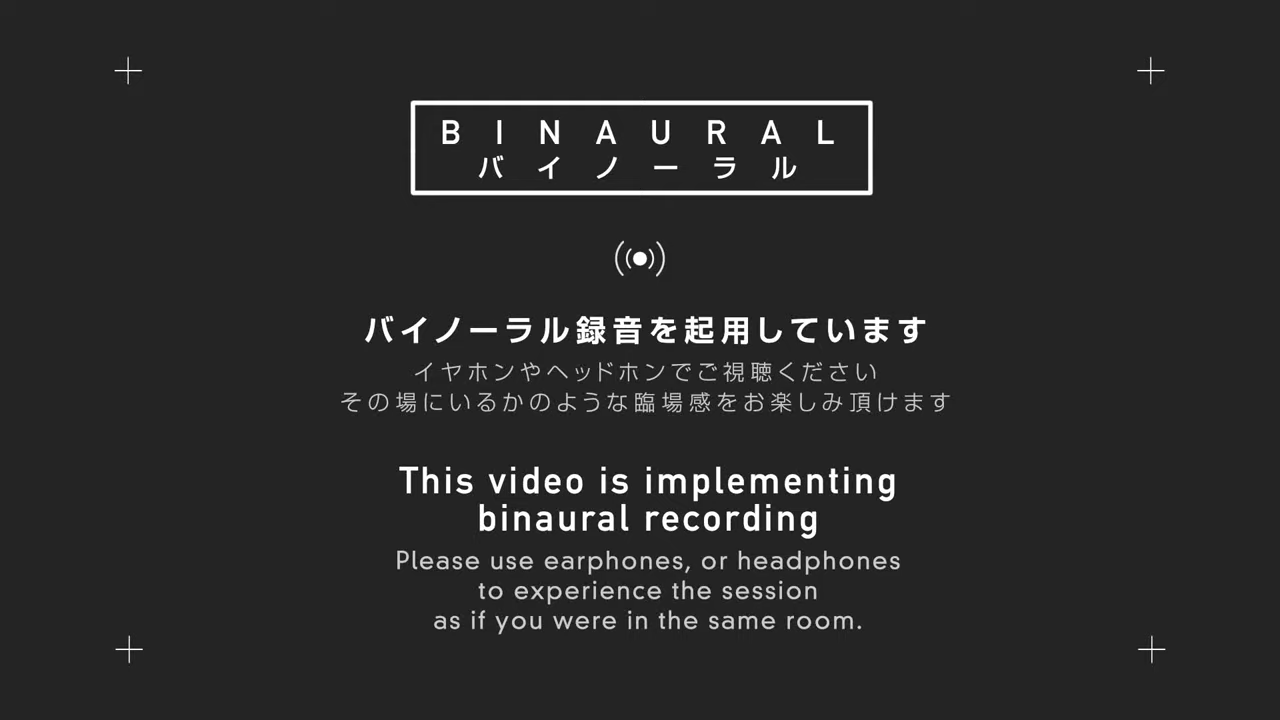 BINAURAL
バイノーラル
バイノーラル録音を起用しています
イヤホンやヘッドホンでご視聴ください
その場にいるかのような臨場感をお楽しみ頂けます
This video is implementing
binaural recording
Please use earphones, or headphones
to experience the session
as if you were in the same room.